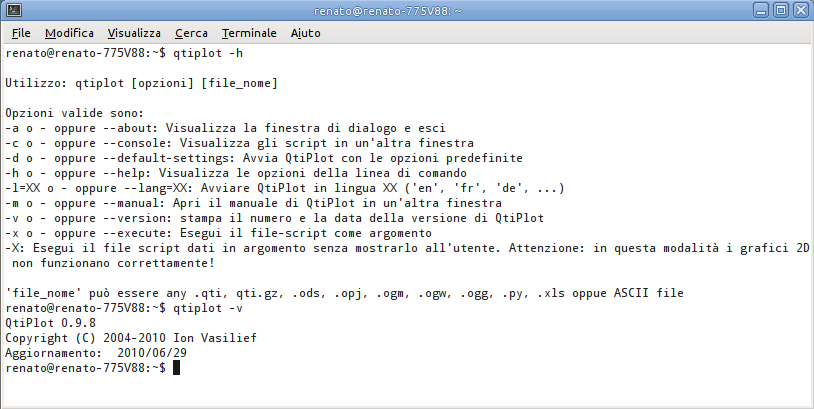 renato@renato-775V88: ~
File Modifica Visualizza Cerca Terminale Aiuto
renato@renato-775V88:~$ qtiplot -h
Utilizzo: qtiplot [opzioni] [file_nome]
Opzioni valide sono:
-a o - oppure --about: Visualizza la finestra di dialogo e esci
-c o - oppure --console: Visualizza gli script in un'altra finestra
-d o - oppure --default-settings: Avvia QtiPlot con le opzioni predefinite
-h o - oppure --help: Visualizza le opzioni della linea di comando
-l=XX o - oppure --lang=XX: Avviare QtiPlot in lingua XX ('en', 'fr', 'de', ...)
-m o - oppure --manual: Apri il manuale di QtiPlot in un'altra finestra
-v o - oppure --version: stampa il numero e la data della versione di QtiPlot
-x o - oppure --execute: Esegui il file-script come argomento
-X: Esegui il file script dati in argomento senza mostrarlo all'utente. Attenzione: in questa modalità i grafici 2D
non funzionano correttamente!
'file_nome' può essere any .qti, qti.gz, .ods, .opj, .ogm, .ogw, .ogg, .py, .xls oppue ASCII file
renato@renato-775V88:~$ qtiplot -v
QtiPlot 0.9.8
Copyright (C) 2004-2010 Ion Vasilief
Aggiornamento:  2010/06/29
renato@renato-775V88:~$